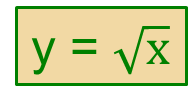 y = √x